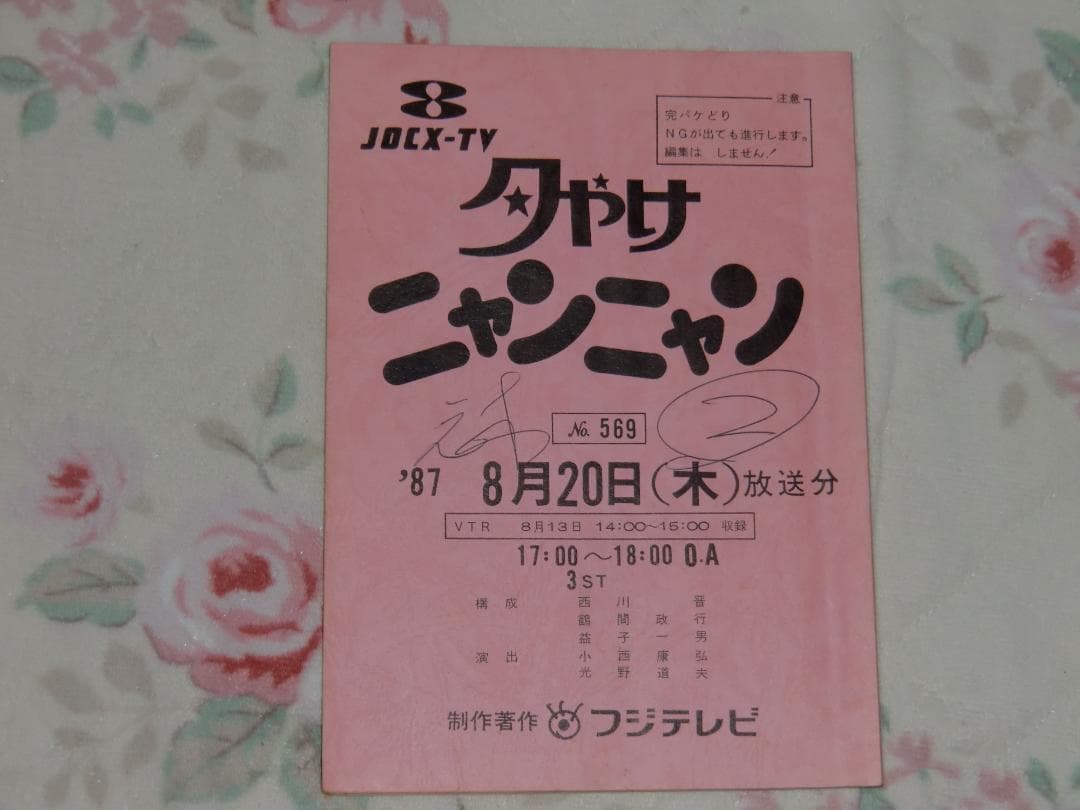 8
JOCX-TV
注意
完パケどり
NGが出ても進行します。
編集は しません!
夕やけ
ニャンニャン
2
No. 569
'87 8月20日(木)放送分
VTR 8月13日 14:00〜15:00 収録
17:00〜18:00 O.A
3ST
構成 西川 晋
鶴間政行
益子一男
演出 小西康弘
光野道夫
制作著作 フジテレビ